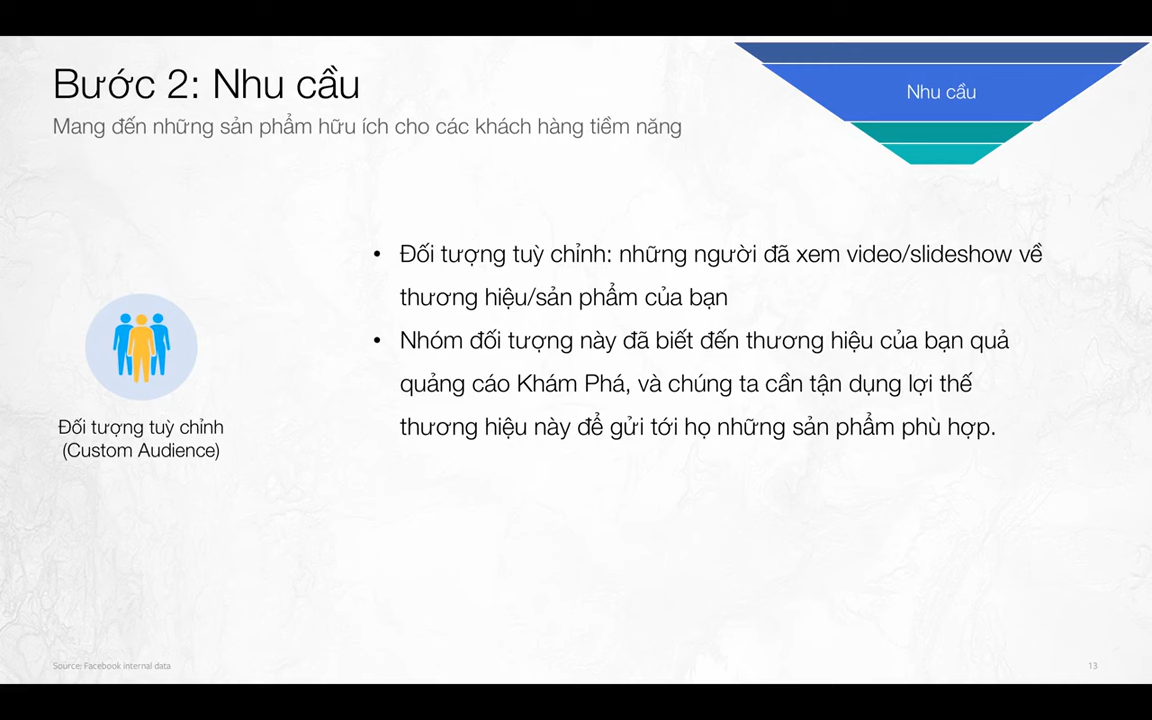 Bước 2: Nhu cầu
Mang đến những sản phẩm hữu ích cho các khách hàng tiềm năng
Nhu cầu
• Đối tượng tuỳ chỉnh: những người đã xem video/slideshow về
thương hiệu/sản phẩm của bạn
• Nhóm đối tượng này đã biết đến thương hiệu của bạn quả
quảng cáo Khám Phá, và chúng ta cần tận dụng lợi thế
thương hiệu này để gửi tới họ những sản phẩm phù hợp.
Đối tượng tuỳ chỉnh
(Custom Audience)
Source: Facebook internal data
13